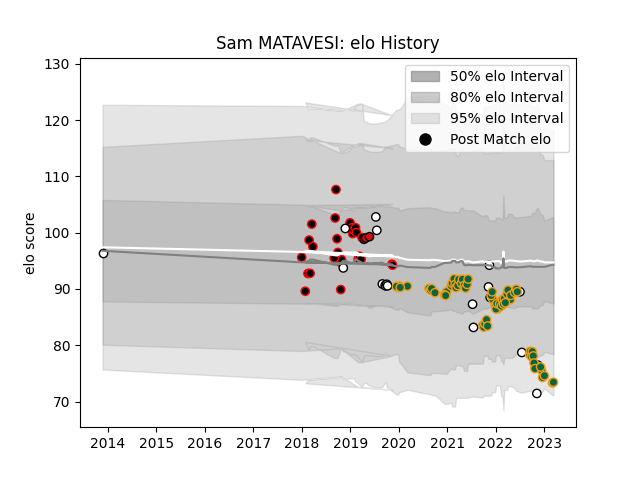 Sam MATAVESI: elo History
130
120
110
100
90
80
70
elo score
50% elo Interval
80% elo Interval
95% elo Interval
Post Match elo
2014 2015 2016 2017 2018 2019 2020 2021 2022 2023